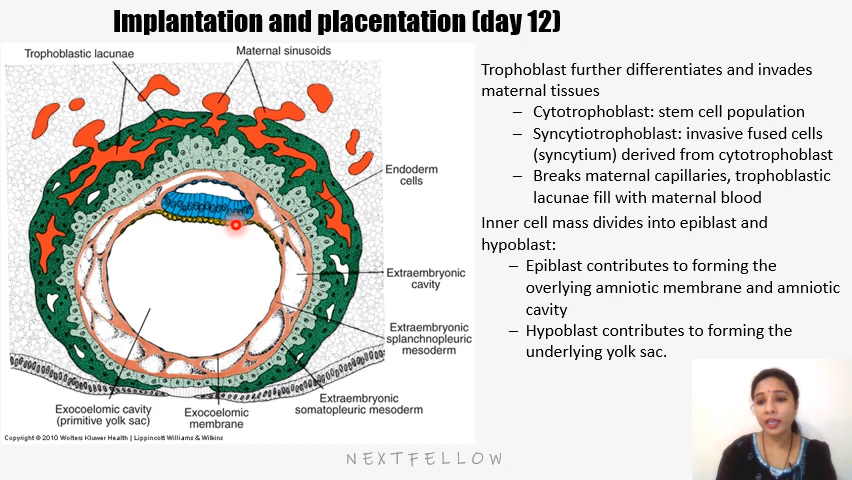 Implantation and placentation (day 12)
Trophoblastic lacunae
Maternal sinusoids
Endoderm
cells
Extraembryonic
cavity
Extraembryonic
splanchnopleuric
mesoderm
Extraembryonic
somatopleuric mesoderm
Exocoelomic
membrane
Exocoelomic cavity
(primitive yolk sac)
Copyright © 2010 Wolters Kluwer Health | Lippincott Williams & Wilkins
Trophoblast further differentiates and invades
maternal tissues
– Cytotrophoblast: stem cell population
– Syncytiotrophoblast: invasive fused cells
(syncytium) derived from cytotrophoblast
– Breaks maternal capillaries, trophoblastic
lacunae fill with maternal blood
Inner cell mass divides into epiblast and
hypoblast:
– Epiblast contributes to forming the
overlying amniotic membrane and amniotic
cavity
– Hypoblast contributes to forming the
underlying yolk sac.
NEXTFELLOW